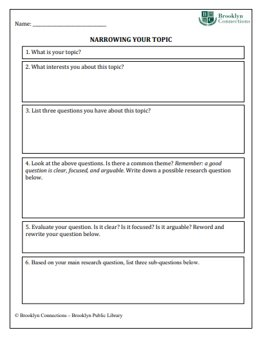 Name: ____________________
Brooklyn
Connections
NARROWING YOUR TOPIC
1. What is your topic?
2. What interests you about this topic?
3. List three questions you have about this topic?
4. Look at the above questions. Is there a common theme? Remember: a good
question is clear, focused, and arguable. Write down a possible research question
below.
5. Evaluate your question. Is it clear? Is it focused? Is it arguable? Reword and
rewrite your question below.
6. Based on your main research question, list three sub-questions below.
© Brooklyn Connections – Brooklyn Public Library